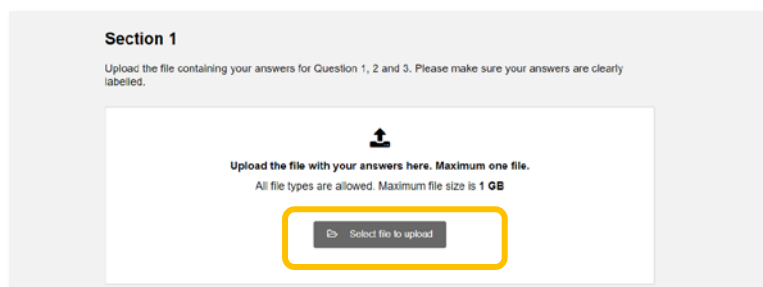 Section 1
Upload the file containing your answers for Question 1, 2 and 3. Please make sure your answers are clearly
labelled.
Upload the file with your answers here. Maximum one file.
All file types are allowed. Maximum file size is 1 GB
Select file to upload